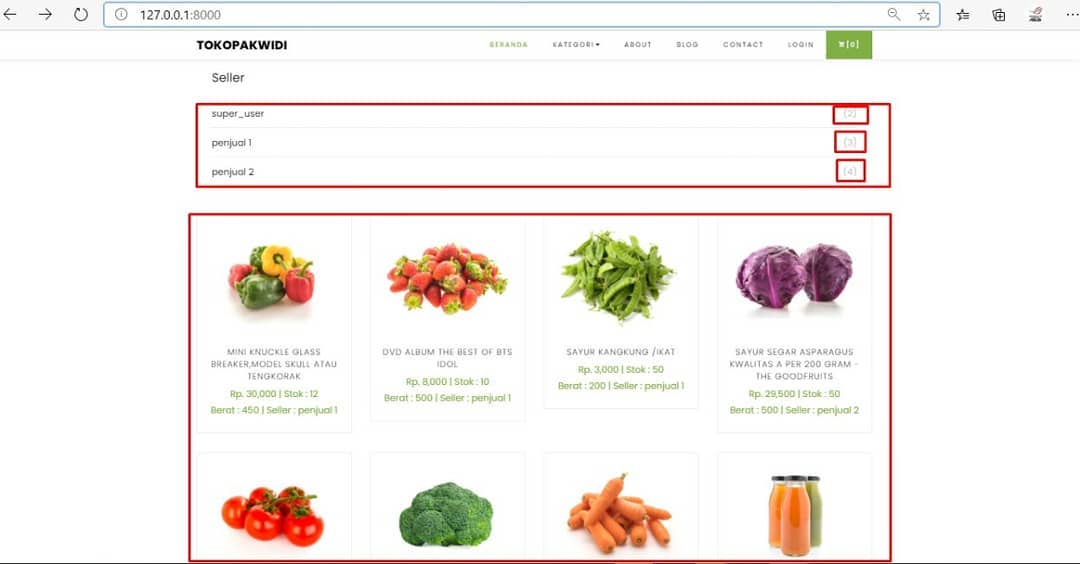 127.0.0.1:8000
TOKOPAKWIDI
BERANDA KATEGORI ABOUT BLOG CONTACT LOGIN [0]
Seller
super_user (2)
penjual 1 (3)
penjual 2 (4)
MINI KNUCKLE GLASS
BREAKER,MODEL SKULL ATAU
TENGKORAK
Rp. 30,000 | Stok : 12
Berat : 450 | Seller : penjual 1
DVD ALBUM THE BEST OF BTS
IDOL
Rp. 8,000 | Stok : 10
Berat : 500 | Seller : penjual 1
SAYUR KANGKUNG /IKAT
Rp. 3,000 | Stok : 50
Berat : 200 | Seller : penjual 1
SAYUR SEGAR ASPARAGUS
KWALITAS A PER 200 GRAM -
THE GOODFRUITS
Rp. 29,500 | Stok : 50
Berat : 500 | Seller : penjual 2